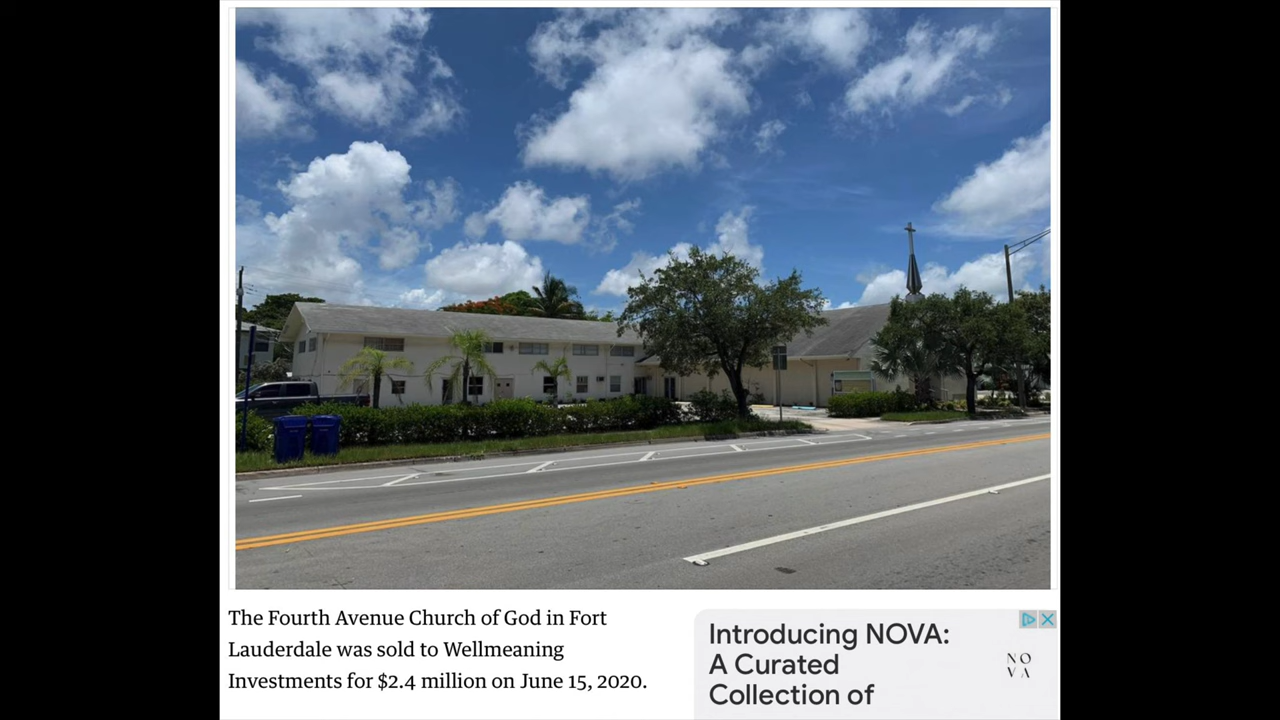 The Fourth Avenue Church of God in Fort
Lauderdale was sold to Wellmeaning
Investments for $2.4 million on June 15, 2020.
Introducing NOVA:
A Curated
Collection of
NO
VA